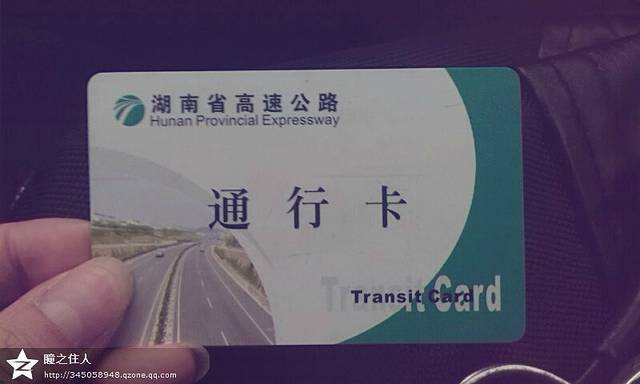 湖南省高速公路
Hunan Provincial Expressway
通行卡
Transit Card
Transit Card
瞳之住人
http://345058948.qzone.qq.com